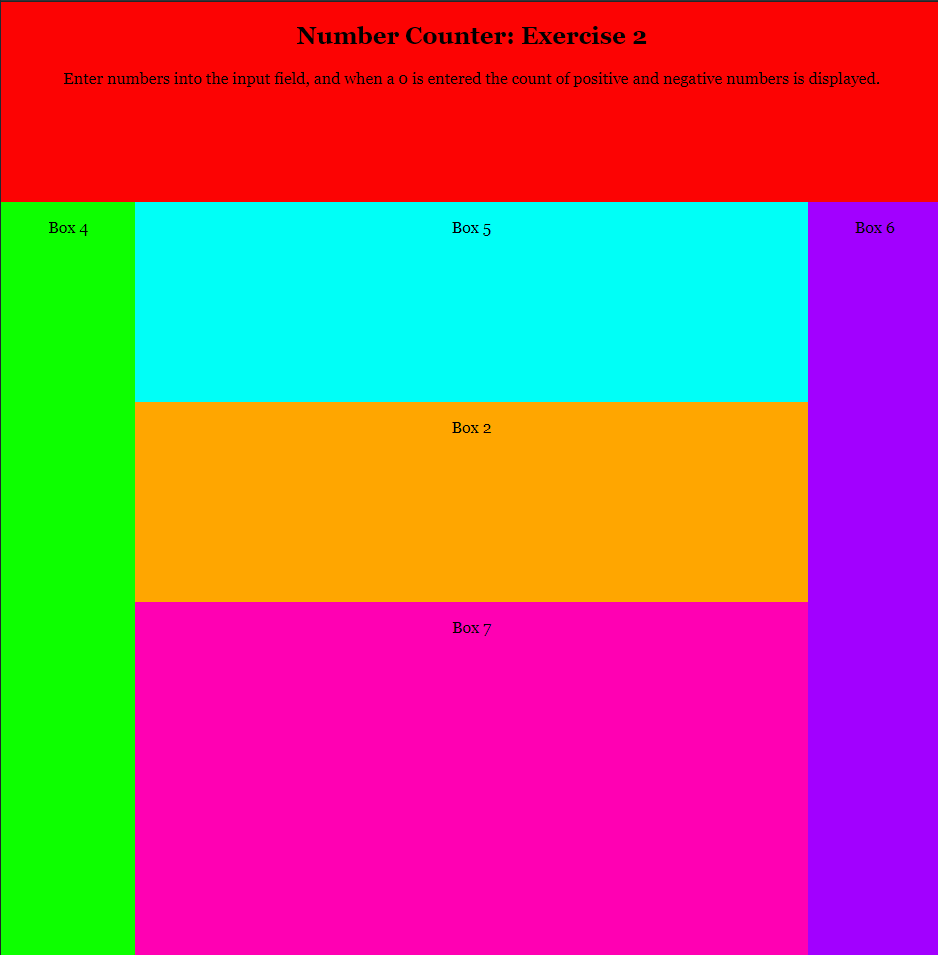 Number Counter: Exercise 2
Enter numbers into the input field, and when a 0 is entered the count of positive and negative numbers is displayed.
Box 4
Box 5
Box 6
Box 2
Box 7